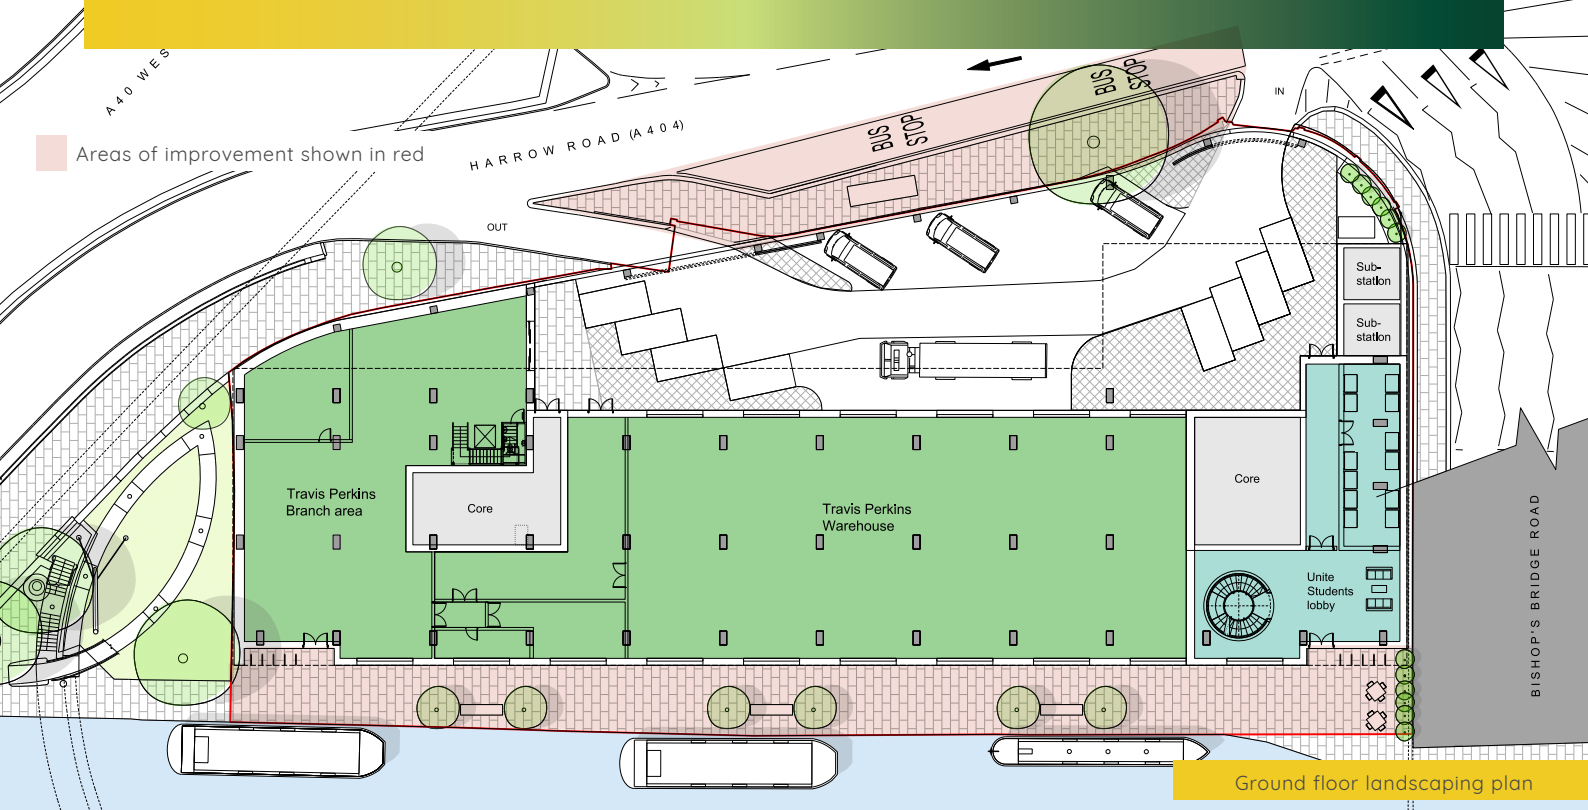 A40 WES
Areas of improvement shown in red
HARROW ROAD (A404)
BUS
STOP
BUS
STOP
IN
OUT
Sub-
station
Sub-
station
Travis Perkins
Branch area
Core
Travis Perkins
Warehouse
Core
Unite
Students
lobby
BISHOP'S BRIDGE ROAD
Ground floor landscaping plan